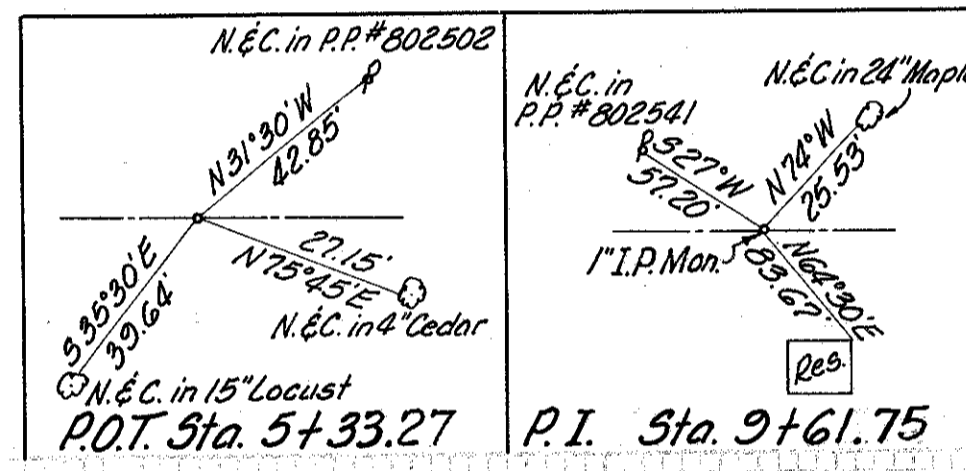 N.&C. in P.P. #802502
N31°30'W
42.85'
27.15'
N75°45'E
N.&C. in 4" Cedar
S35°30'E
39.64'
N.&C. in 15" Locust
P.O.T. Sta. 5+33.27
N.&C. in
P.P. #802541
N.&C in 24" Maple
S27°W
57.20'
N74°W
25.53'
1" I.P. Mon.
N64°30'E
83.67'
Res.
P.I. Sta. 9+61.75